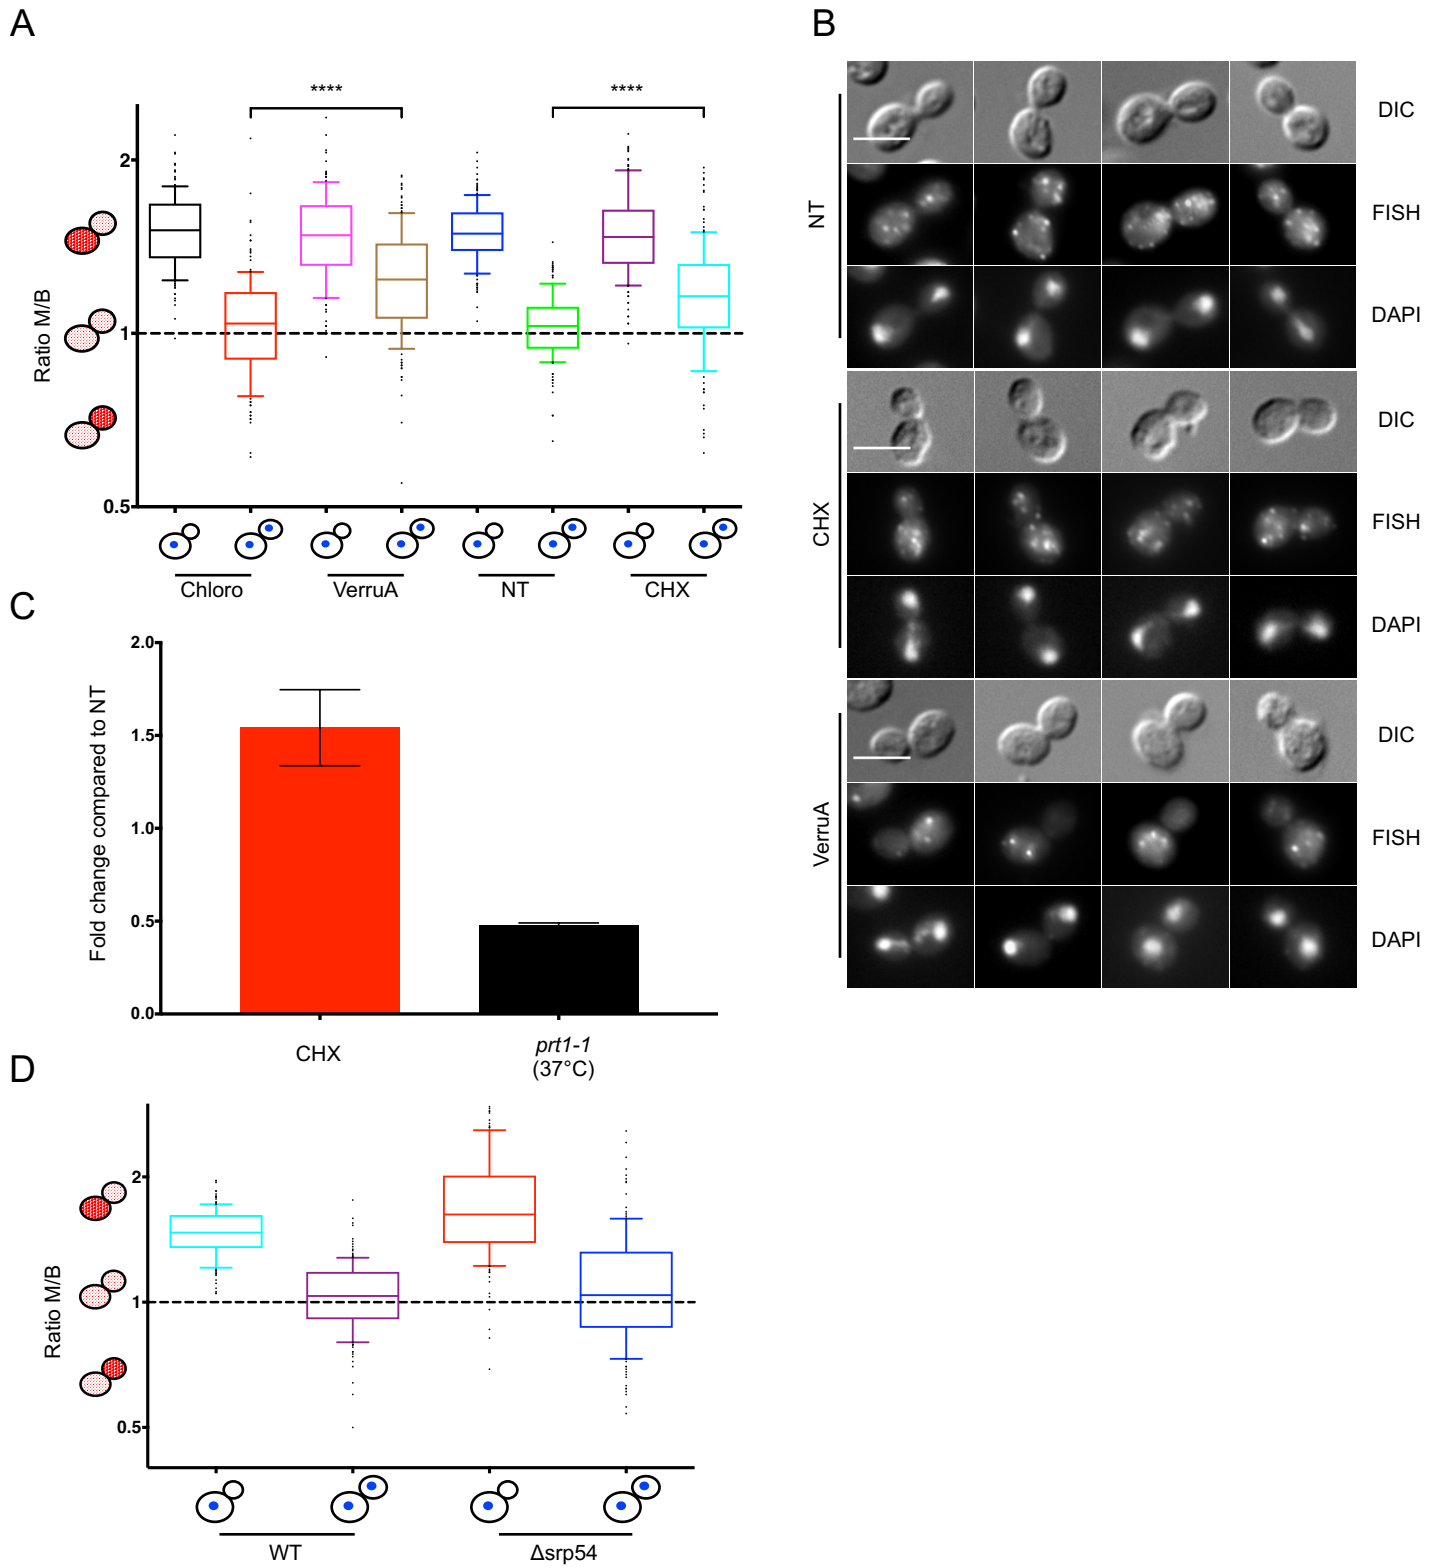 A
****
****
2
1
0.5
Ratio M/B
Chloro
VerruA
NT
CHX
B
NT
DIC
FISH
DAPI
CHX
DIC
FISH
DAPI
VerruA
DIC
FISH
DAPI
C
2.0
1.5
1.0
0.5
0.0
Fold change compared to NT
CHX
prt1-1
(37°C)
D
2
1
0.5
Ratio M/B
WT
Δsrp54